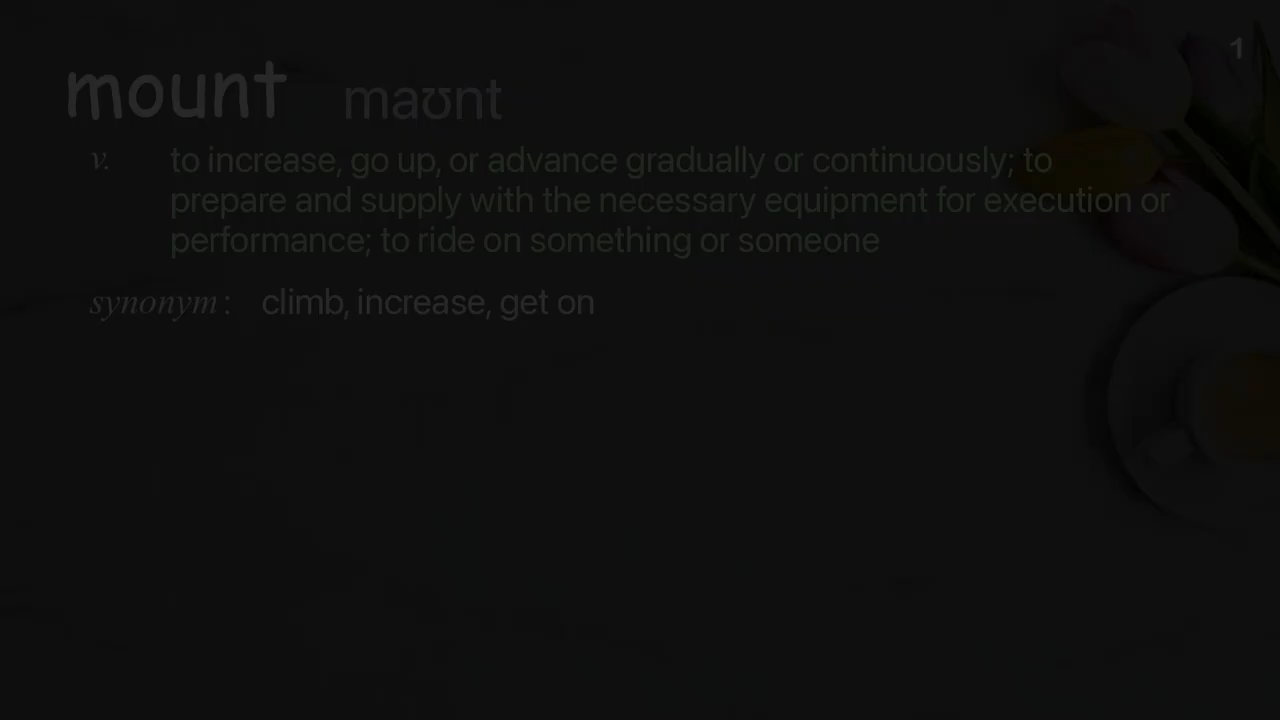 1
mount maʊnt
v. to increase, go up, or advance gradually or continuously; to
prepare and supply with the necessary equipment for execution or
performance; to ride on something or someone
synonym : climb, increase, get on